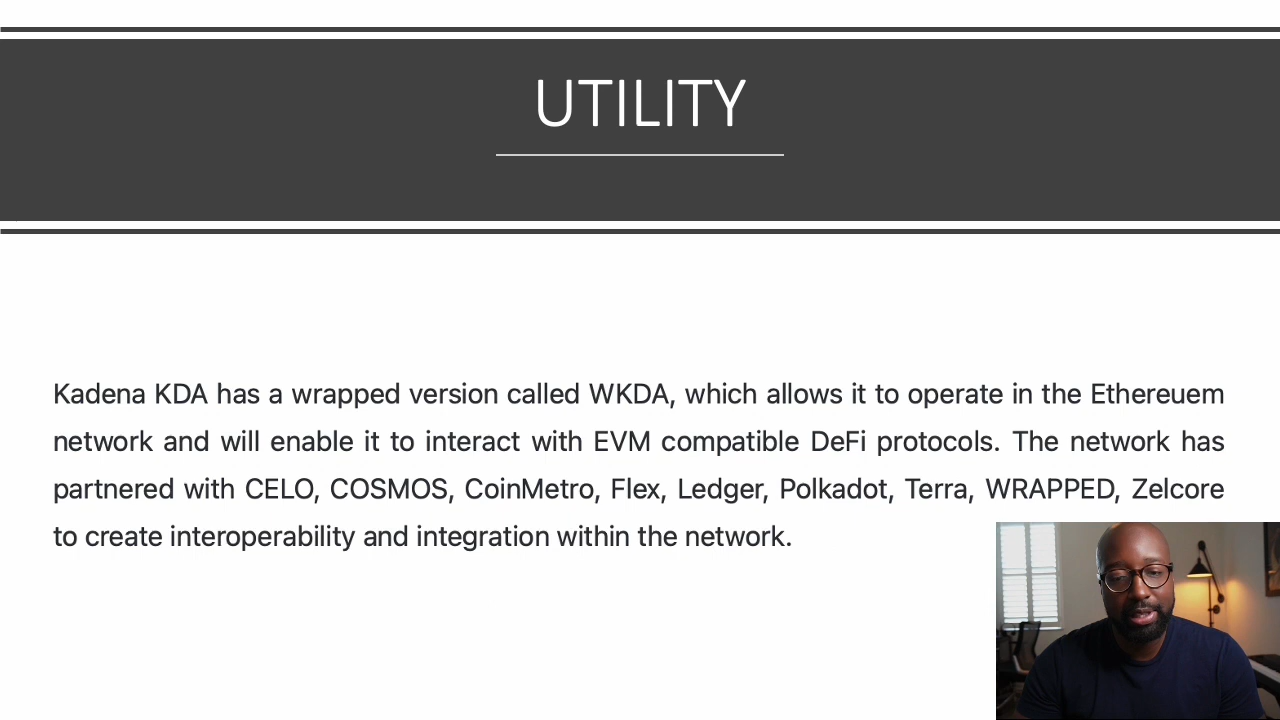 UTILITY
Kadena KDA has a wrapped version called WKDA, which allows it to operate in the Ethereuem
network and will enable it to interact with EVM compatible DeFi protocols. The network has
partnered with CELO, COSMOS, CoinMetro, Flex, Ledger, Polkadot, Terra, WRAPPED, Zelcore
to create interoperability and integration within the network.